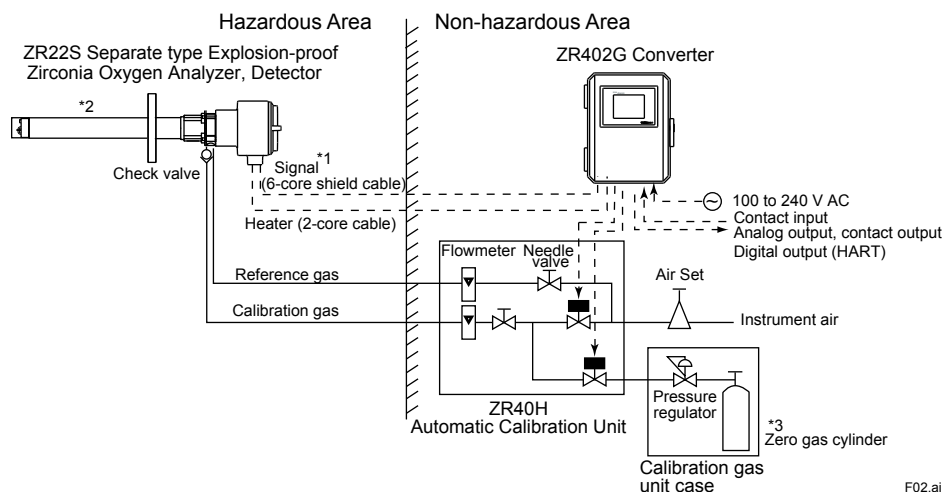 Hazardous Area
Non-hazardous Area
ZR22S Separate type Explosion-proof
Zirconia Oxygen Analyzer, Detector
ZR402G Converter
*2
Check valve
*1
Signal
(6-core shield cable)
Heater (2-core cable)
100 to 240 V AC
Contact input
Analog output, contact output
Digital output (HART)
Flowmeter
Needle
valve
Air Set
Reference gas
Calibration gas
Instrument air
ZR40H
Automatic Calibration Unit
Pressure
regulator
*3
Zero gas cylinder
Calibration gas
unit case
F02.ai